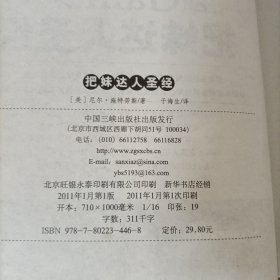 把妹达人圣经
［美］尼尔·施特劳斯/著　于海生/译
中国三峡出版社出版发行
（北京市西城区西廊下胡同51号　100034）
电话：（010）66112758　66116828
http://www.zgsxcbs.cn
E-mail：sanxiaz@sina.com
ybs5193@163.com
北京旺银永泰印刷有限公司印刷　新华书店经销
2011年1月第1版　2011年1月第1次印刷
开本：710×1000毫米　1/16　印张：19
字数：311千字
ISBN　978-7-80223-446-8　定价：29.80元